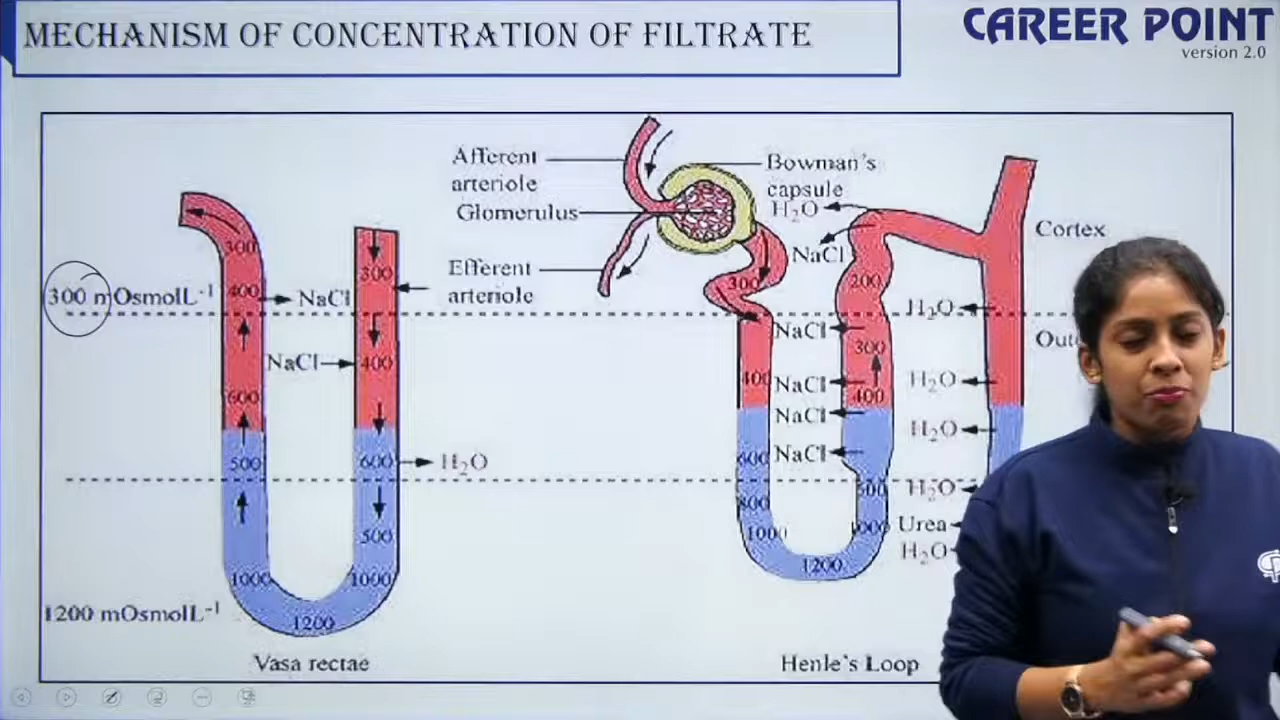 MECHANISM OF CONCENTRATION OF FILTRATE
CAREER POINT
version 2.0
Afferent
arteriole
Glomerulus
Efferent
arteriole
Bowman's
capsule
H₂O
NaCl
Cortex
300 mOsmolL⁻¹
300
400
600
500
1000
1200
1000
500
600
400
300
NaCl
NaCl
H₂O
1200 mOsmolL⁻¹
Vasa rectae
300
400
600
800
1000
1200
1000
500
400
300
200
NaCl
NaCl
NaCl
NaCl
H₂O
H₂O
H₂O
H₂O
Urea
H₂O
Henle's Loop